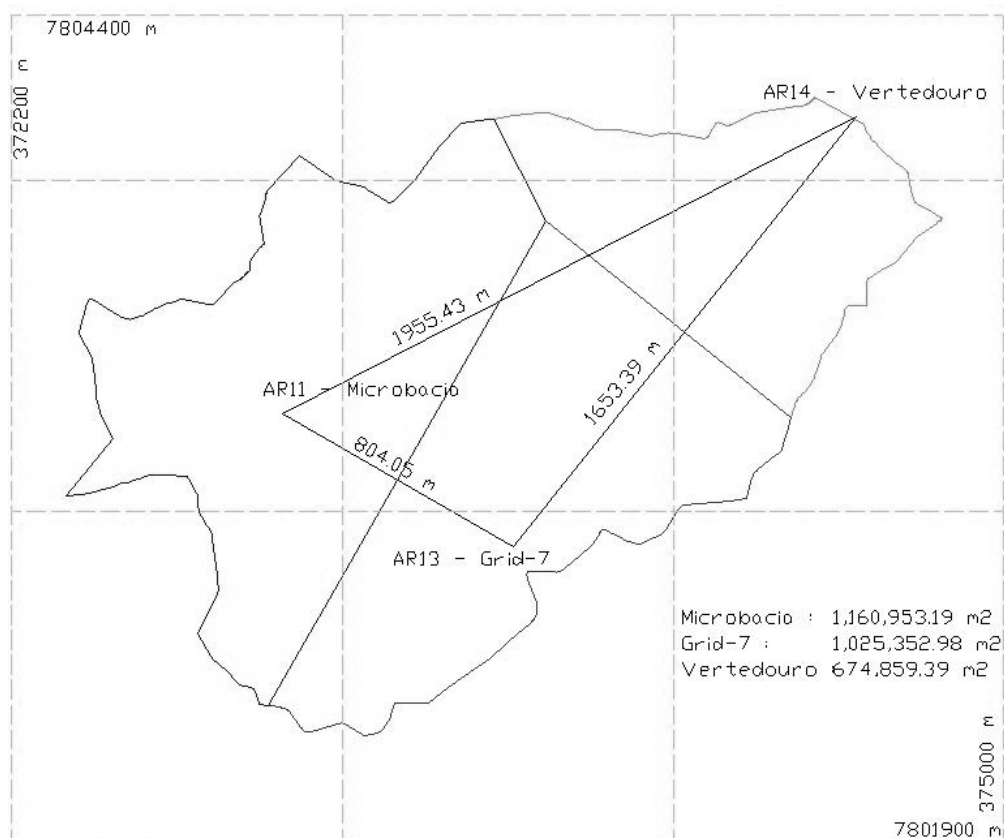 7804400 m
372200 m
AR14 - Vertedouro
1955.43 m
1653.39 m
AR11 - Microbacia
804.05 m
AR13 - Grid-7
Microbacia : 1,160,953.19 m2
Grid-7 : 1,025,352.98 m2
Vertedouro 674,859.39 m2
375000 m
7801900 m